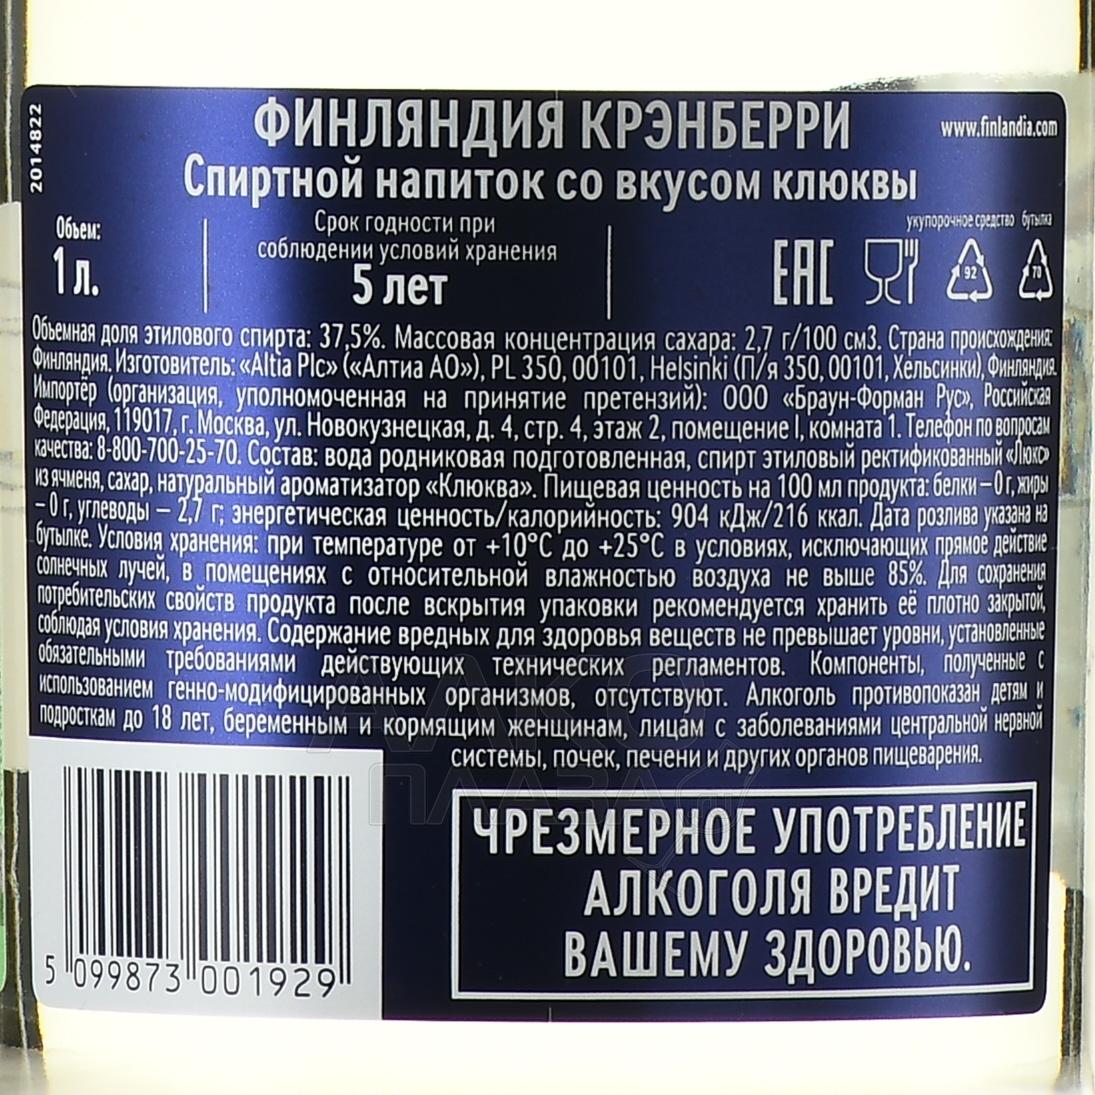 ФИНЛЯНДИЯ КРЭНБЕРРИ
www.finlandia.com
2014822
Спиртной напиток со вкусом клюквы
Объем:
1 л.
Срок годности при
соблюдении условий хранения
5 лет
укупорочное средство бутылка
EAC
92
70
Объемная доля этилового спирта: 37,5%. Массовая концентрация сахара: 2,7 г/100 см3. Страна происхождения:
Финляндия. Изготовитель: «Altia Plc» («Алтиа АО»), PL 350, 00101, Helsinki (П/я 350, 00101, Хельсинки), Финляндия.
Импортёр (организация, уполномоченная на принятие претензий): ООО «Браун-Форман Рус», Российская
Федерация, 119017, г. Москва, ул. Новокузнецкая, д. 4, стр. 4, этаж 2, помещение I, комната 1. Телефон по вопросам
качества: 8-800-700-25-70. Состав: вода родниковая подготовленная, спирт этиловый ректификованный «Люкс»
из ячменя, сахар, натуральный ароматизатор «Клюква». Пищевая ценность на 100 мл продукта: белки – 0 г, жиры
– 0 г, углеводы – 2,7 г; энергетическая ценность/калорийность: 904 кДж/216 ккал. Дата розлива указана на
бутылке. Условия хранения: при температуре от +10°С до +25°С в условиях, исключающих прямое действие
солнечных лучей, в помещениях с относительной влажностью воздуха не выше 85%. Для сохранения
потребительских свойств продукта после вскрытия упаковки рекомендуется хранить её плотно закрытой,
соблюдая условия хранения. Содержание вредных для здоровья веществ не превышает уровни, установленные
обязательными требованиями действующих технических регламентов. Компоненты, полученные с
использованием генно-модифицированных организмов, отсутствуют. Алкоголь противопоказан детям и
подросткам до 18 лет, беременным и кормящим женщинам, лицам с заболеваниями центральной нервной
системы, почек, печени и других органов пищеварения.
АЛКО
ПЛАЗА.ru
5 099873 001929
ЧРЕЗМЕРНОЕ УПОТРЕБЛЕНИЕ
АЛКОГОЛЯ ВРЕДИТ
ВАШЕМУ ЗДОРОВЬЮ.